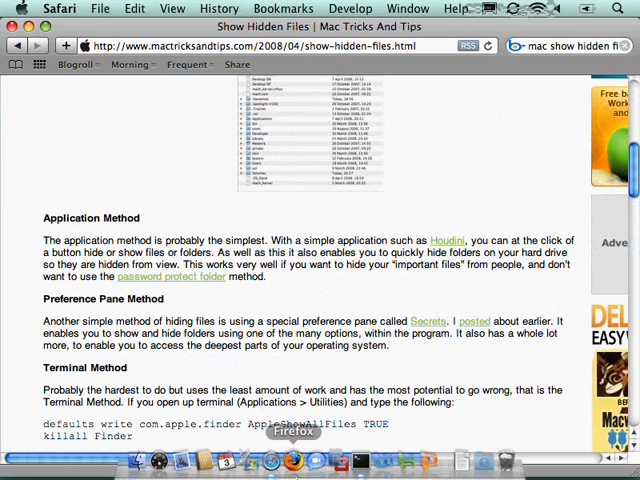 Safari File Edit View History Bookmarks Develop Window Help
Show Hidden Files | Mac Tricks And Tips
http://www.mactricksandtips.com/2008/04/show-hidden-files.html RSS mac show hidden fi
Blogroll Morning Frequent Share
Free ba
Work
and
Application Method
The application method is probably the simplest. With a simple application such as Houdini, you can at the click of
a button hide or show files or folders. As well as this it also enables you to quickly hide folders on your hard drive
so they are hidden from view. This works very well if you want to hide your “important files” from people, and don’t
want to use the password protect folder method.
Adve
Preference Pane Method
Another simple method of hiding files is using a special preference pane called Secrets. I posted about earlier. It
enables you to show and hide folders using one of the many options, within the program. It also has a whole lot
more, to enable you to access the deepest parts of your operating system.
DEL
EASY
Terminal Method
Probably the hardest to do but uses the least amount of work and has the most potential to go wrong, that is the
Terminal Method. If you open up terminal (Applications > Utilities) and type the following:
defaults write com.apple.finder AppleShowAllFiles TRUE
killall Finder
Firefox
3